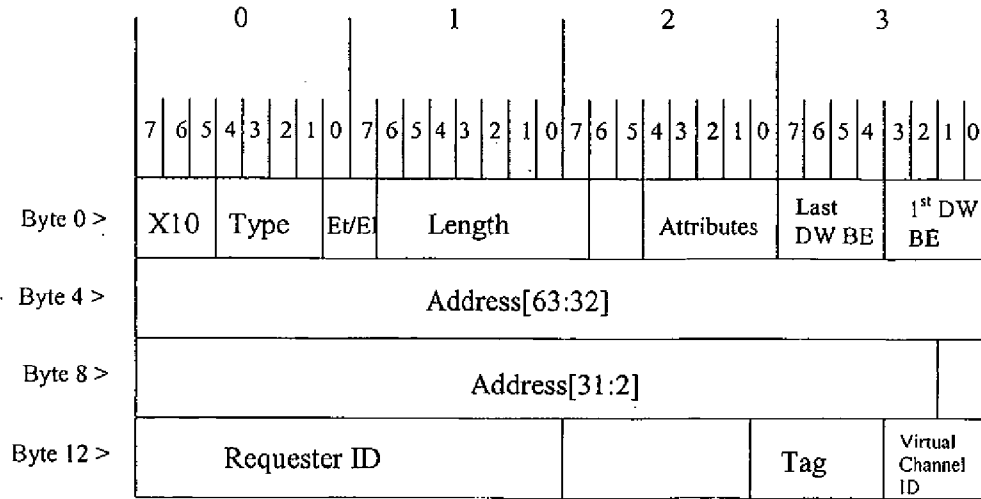 0 1 2 3
7 6 5 4 3 2 1 0 7 6 5 4 3 2 1 0 7 6 5 4 3 2 1 0 7 6 5 4 3 2 1 0
Byte 0 > X10 Type Et/El Length Attributes Last DW BE 1st DW BE
Byte 4 > Address[63:32]
Byte 8 > Address[31:2]
Byte 12 > Requester ID Tag Virtual Channel ID